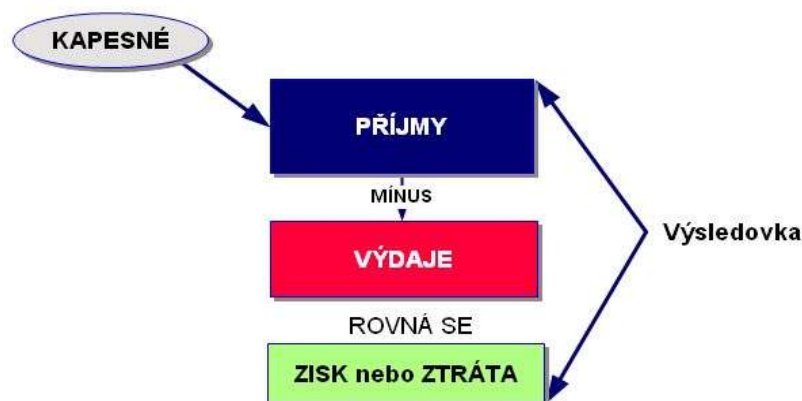 KAPESNÉ
PŘÍJMY
MÍNUS
VÝDAJE
Výsledovka
ROVNÁ SE
ZISK nebo ZTRÁTA